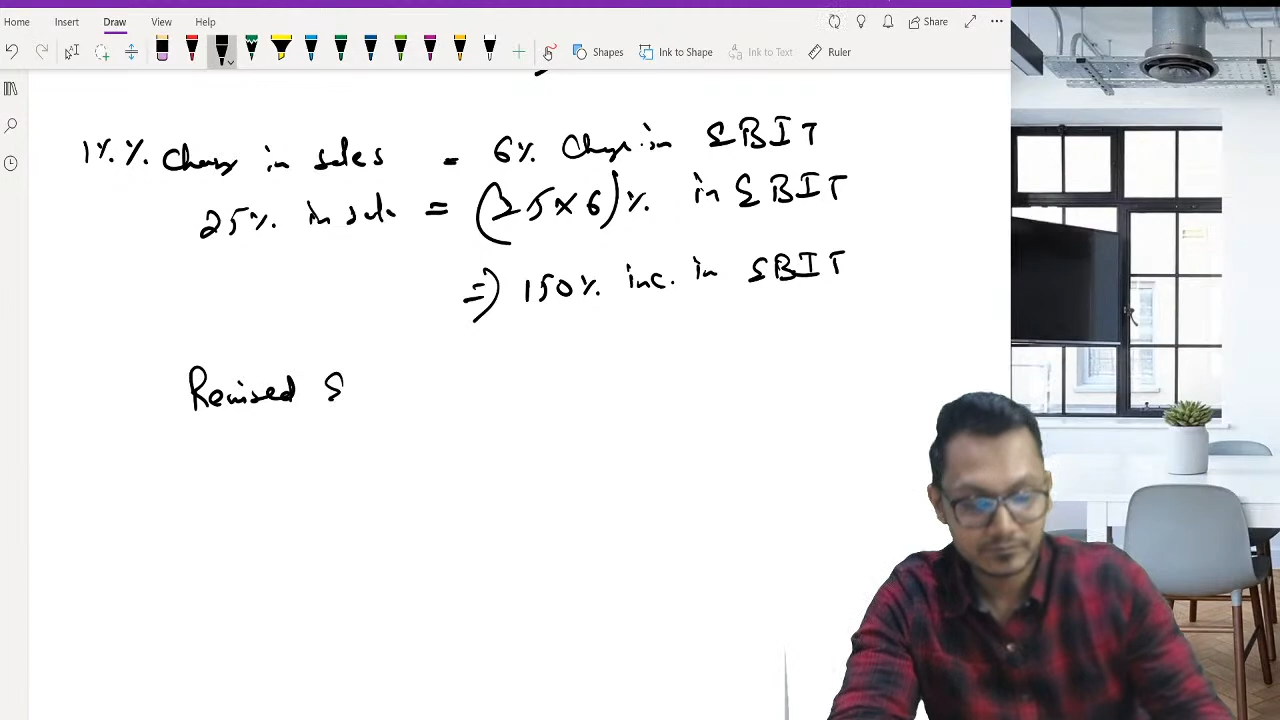 Home Insert Draw View Help Share
Shapes Ink to Shape Ink to Text Ruler
1%. % Change in sales = 6% Change in EBIT
25% in sale = (25×6)% in EBIT
=) 150% inc. in EBIT
Revised E